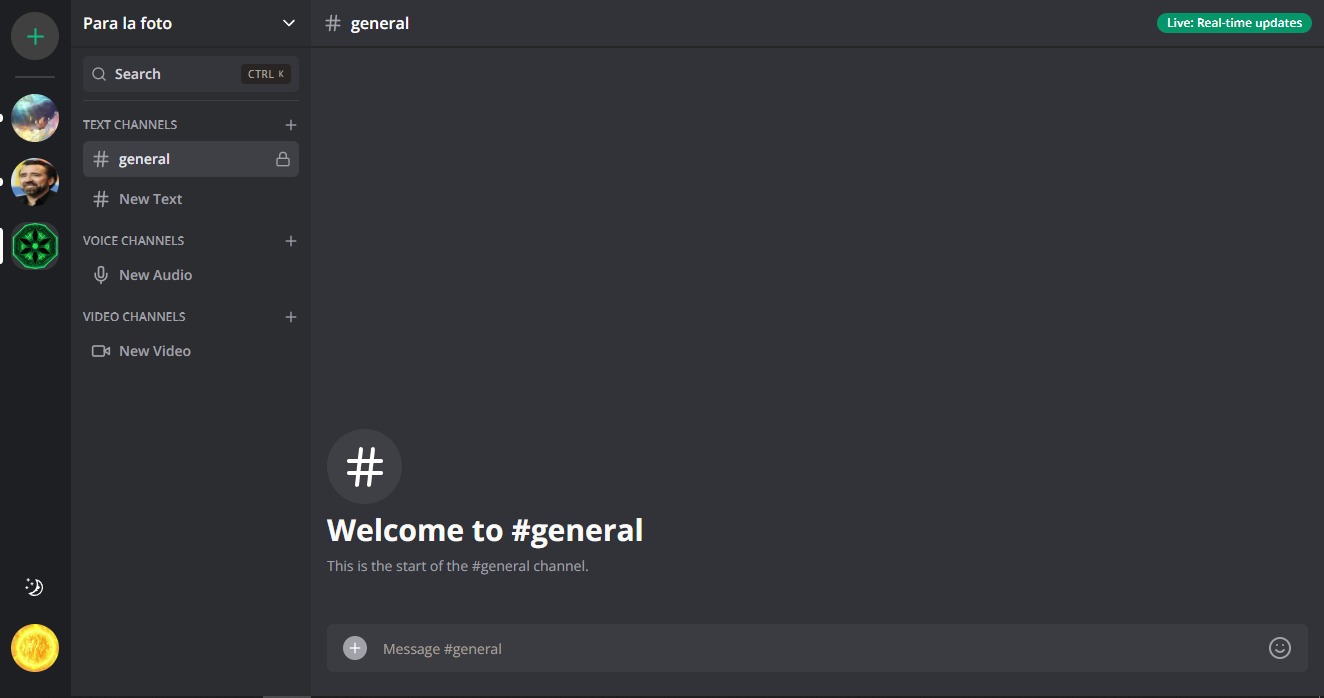 Para la foto
Search
CTRL K
TEXT CHANNELS
general
New Text
VOICE CHANNELS
New Audio
VIDEO CHANNELS
New Video
# general
Live: Real-time updates
#
Welcome to #general
This is the start of the #general channel.
Message #general